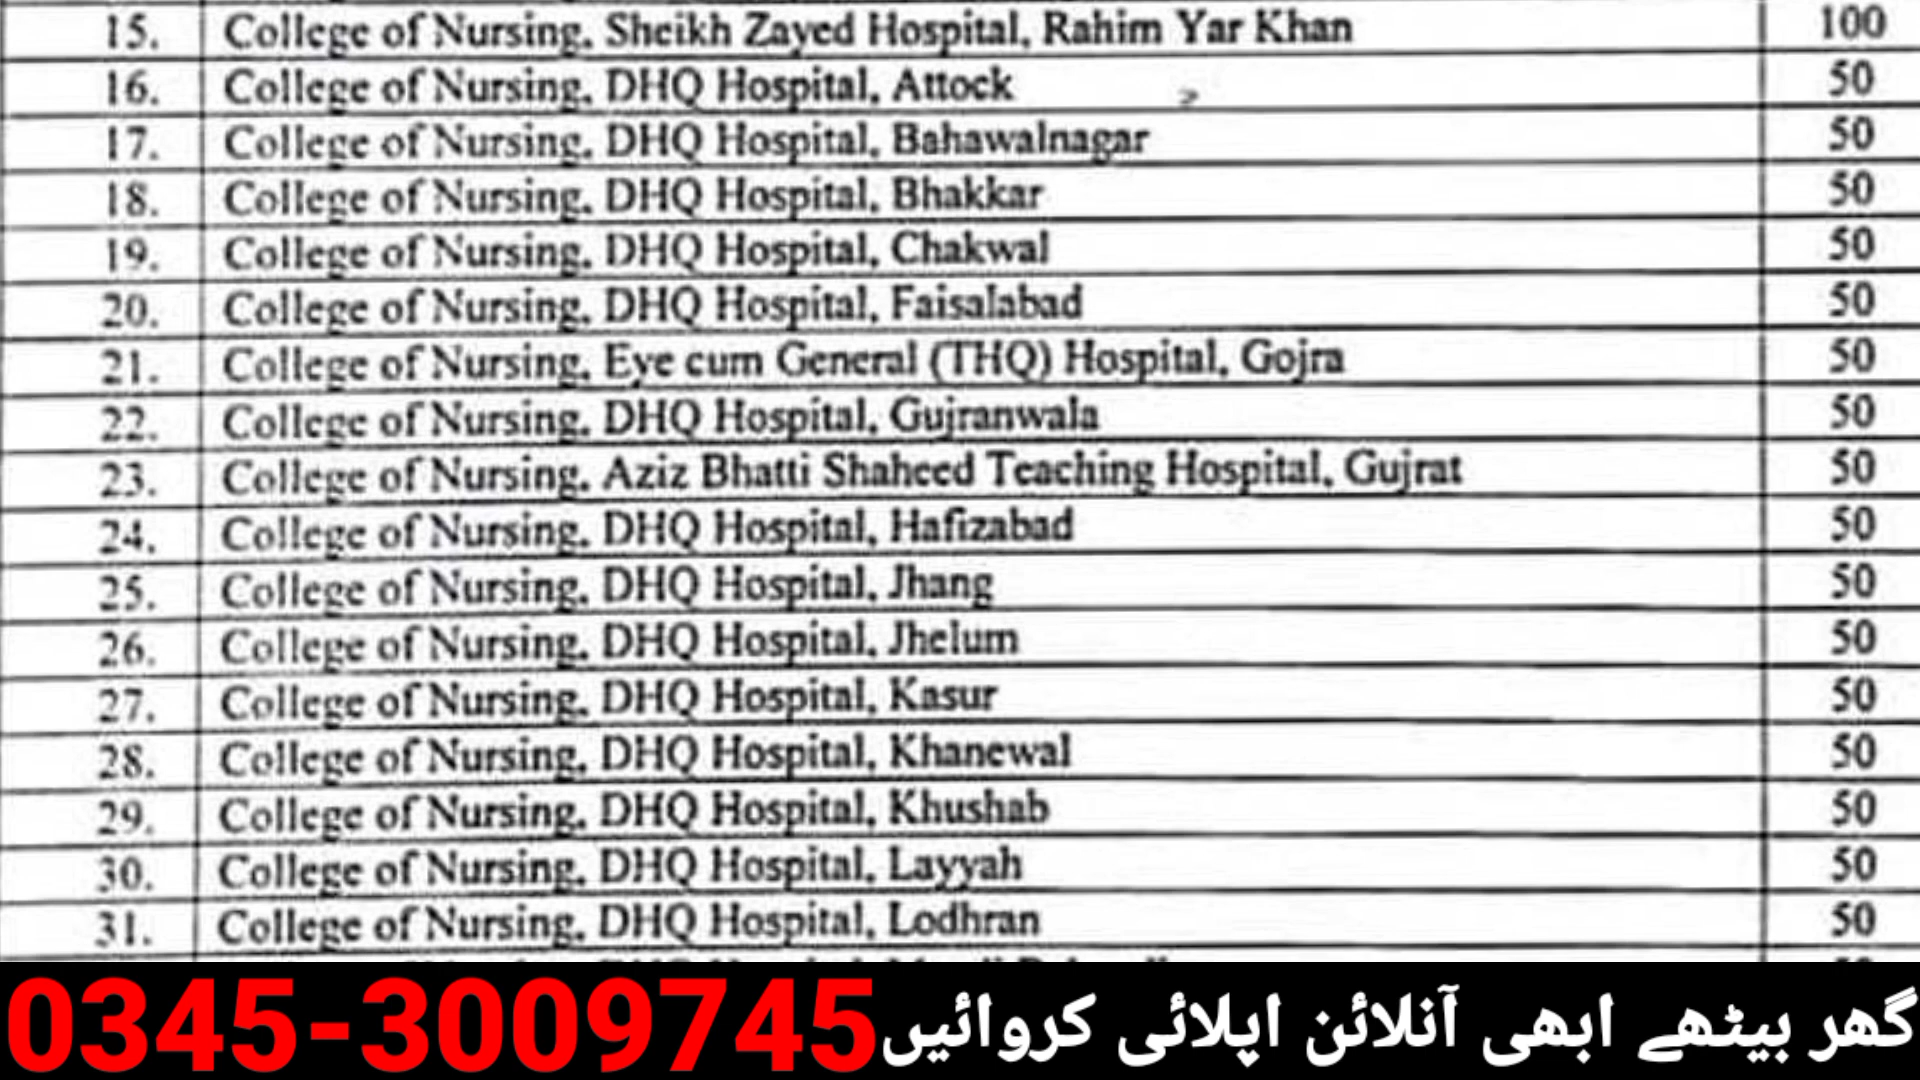 15. College of Nursing, Sheikh Zayed Hospital, Rahim Yar Khan 100
16. College of Nursing, DHQ Hospital, Attock 50
17. College of Nursing, DHQ Hospital, Bahawalnagar 50
18. College of Nursing, DHQ Hospital, Bhakkar 50
19. College of Nursing, DHQ Hospital, Chakwal 50
20. College of Nursing, DHQ Hospital, Faisalabad 50
21. College of Nursing, Eye cum General (THQ) Hospital, Gojra 50
22. College of Nursing, DHQ Hospital, Gujranwala 50
23. College of Nursing, Aziz Bhatti Shaheed Teaching Hospital, Gujrat 50
24. College of Nursing, DHQ Hospital, Hafizabad 50
25. College of Nursing, DHQ Hospital, Jhang 50
26. College of Nursing, DHQ Hospital, Jhelum 50
27. College of Nursing, DHQ Hospital, Kasur 50
28. College of Nursing, DHQ Hospital, Khanewal 50
29. College of Nursing, DHQ Hospital, Khushab 50
30. College of Nursing, DHQ Hospital, Layyah 50
31. College of Nursing, DHQ Hospital, Lodhran 50
گھر بیٹھے ابھی آنلائن اپلائی کروائیں 0345-3009745